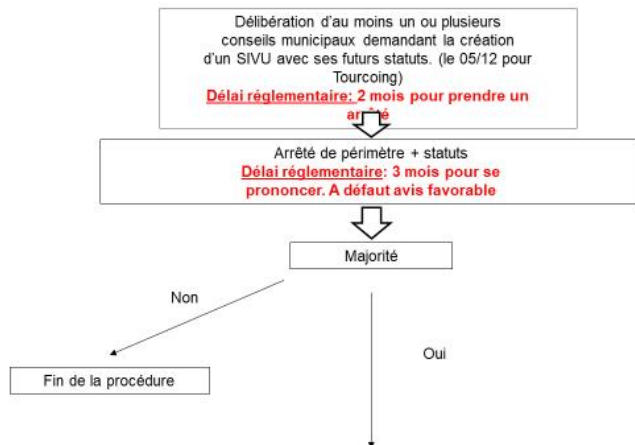 Délibération d'au moins un ou plusieurs
conseils municipaux demandant la création
d'un SIVU avec ses futurs statuts. (le 05/12 pour
Tourcoing)
Délai réglementaire: 2 mois pour prendre un
arrêté
Arrêté de périmètre + statuts
Délai réglementaire: 3 mois pour se
prononcer. A défaut avis favorable
Majorité
Non
Oui
Fin de la procédure